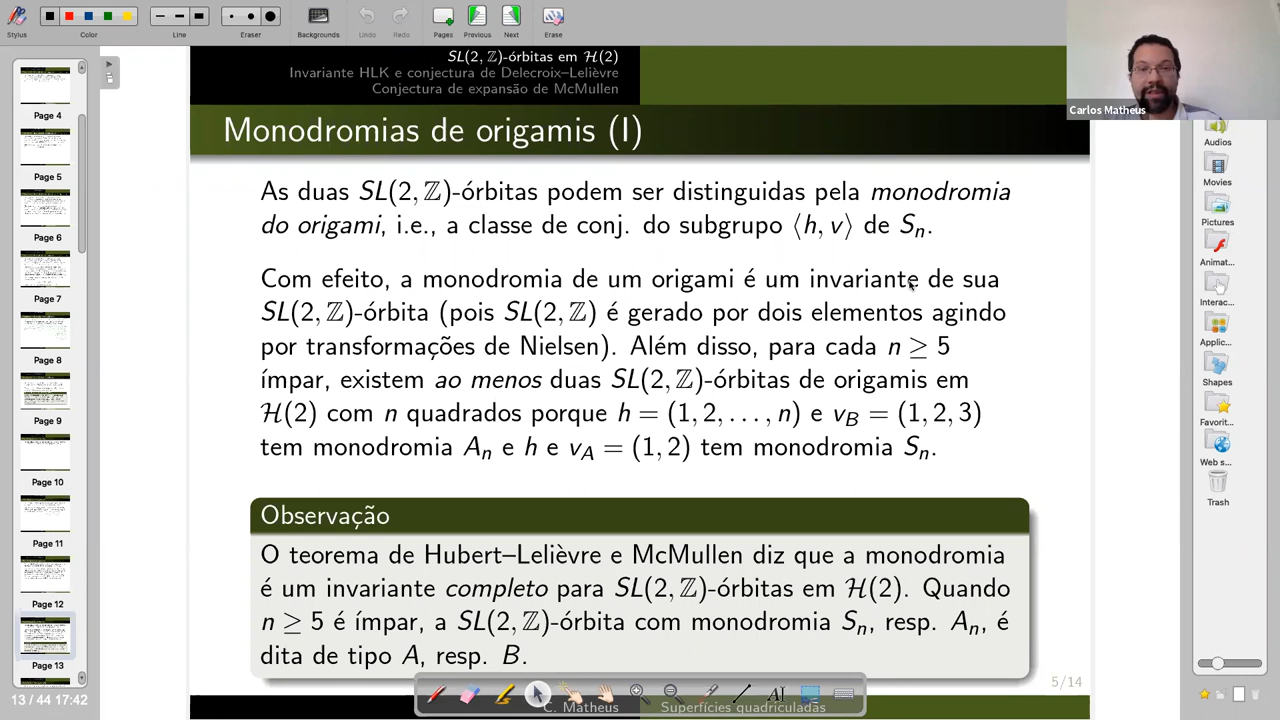 Stylus
Color
Line
Eraser
Backgrounds
Undo
Redo
Pages
Previous
Next
Erase
SL(2, ℤ)-órbitas em ℋ(2)
Invariante HLK e conjectura de Delecroix–Lelièvre
Conjectura de expansão de McMullen
Carlos Matheus
Monodromias de origamis (I)
As duas SL(2, ℤ)-órbitas podem ser distinguidas pela monodromia
do origami, i.e., a classe de conj. do subgrupo ⟨h, v⟩ de Sₙ.
Com efeito, a monodromia de um origami é um invariante de sua
SL(2, ℤ)-órbita (pois SL(2, ℤ) é gerado por dois elementos agindo
por transformações de Nielsen). Além disso, para cada n ≥ 5
ímpar, existem ao menos duas SL(2, ℤ)-órbitas de origamis em
ℋ(2) com n quadrados porque h = (1, 2, . . . , n) e v_B = (1, 2, 3)
tem monodromia Aₙ e h e v_A = (1, 2) tem monodromia Sₙ.
Observação
O teorema de Hubert–Lelièvre e McMullen diz que a monodromia
é um invariante completo para SL(2, ℤ)-órbitas em ℋ(2). Quando
n ≥ 5 é ímpar, a SL(2, ℤ)-órbita com monodromia Sₙ, resp. Aₙ, é
dita de tipo A, resp. B.
5/14
C. Matheus
Superfícies quadriculadas
Page 4
Page 5
Page 6
Page 7
Page 8
Page 9
Page 10
Page 11
Page 12
Page 13
13 / 44 17:42
Audios
Movies
Pictures
Animat...
Interac...
Applic...
Shapes
Favorit...
Web s...
Trash